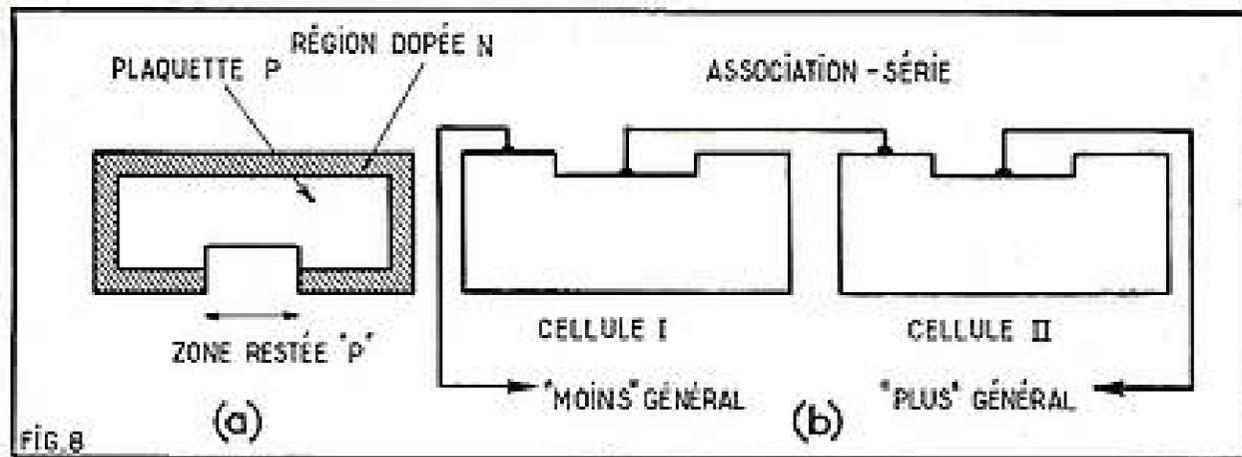 RÉGION DOPÉE N
PLAQUETTE P
ASSOCIATION - SÉRIE
CELLULE I
CELLULE II
ZONE RESTÉE "P"
"MOINS" GÉNÉRAL
"PLUS" GÉNÉRAL
(a)
(b)
FIG. 8